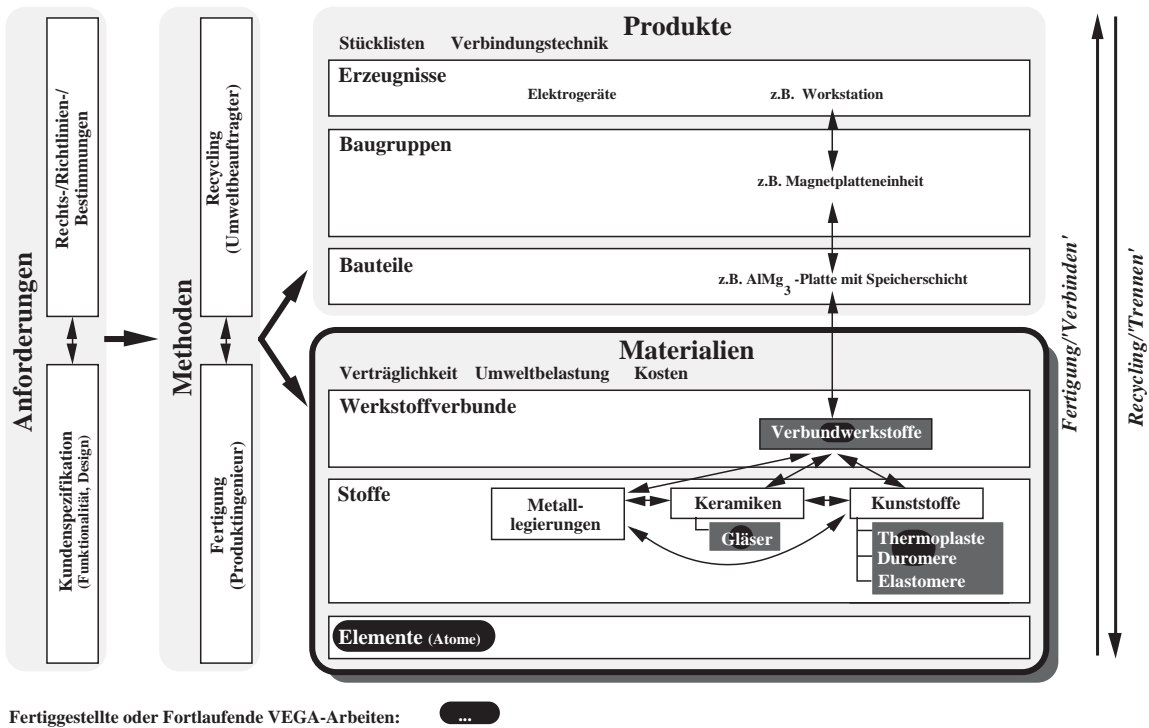 Anforderungen
Rechts-/Richtlinien-/
Bestimmungen
Kundenspezifikation
(Funktionalität, Design)
Methoden
Recycling
(Umweltbeauftragter)
Fertigung
(Produktingenieur)
Produkte
Stücklisten Verbindungstechnik
Erzeugnisse
Elektrogeräte z.B. Workstation
Baugruppen
z.B. Magnetplatteneinheit
Bauteile
z.B. AlMg3 -Platte mit Speicherschicht
Materialien
Verträglichkeit Umweltbelastung Kosten
Werkstoffverbunde
Verbundwerkstoffe
Stoffe
Metall-
legierungen
Keramiken
Gläser
Kunststoffe
Thermoplaste
Duromere
Elastomere
Elemente (Atome)
Fertigung/'Verbinden'
Recycling/'Trennen'
Fertiggestellte oder Fortlaufende VEGA-Arbeiten: ...